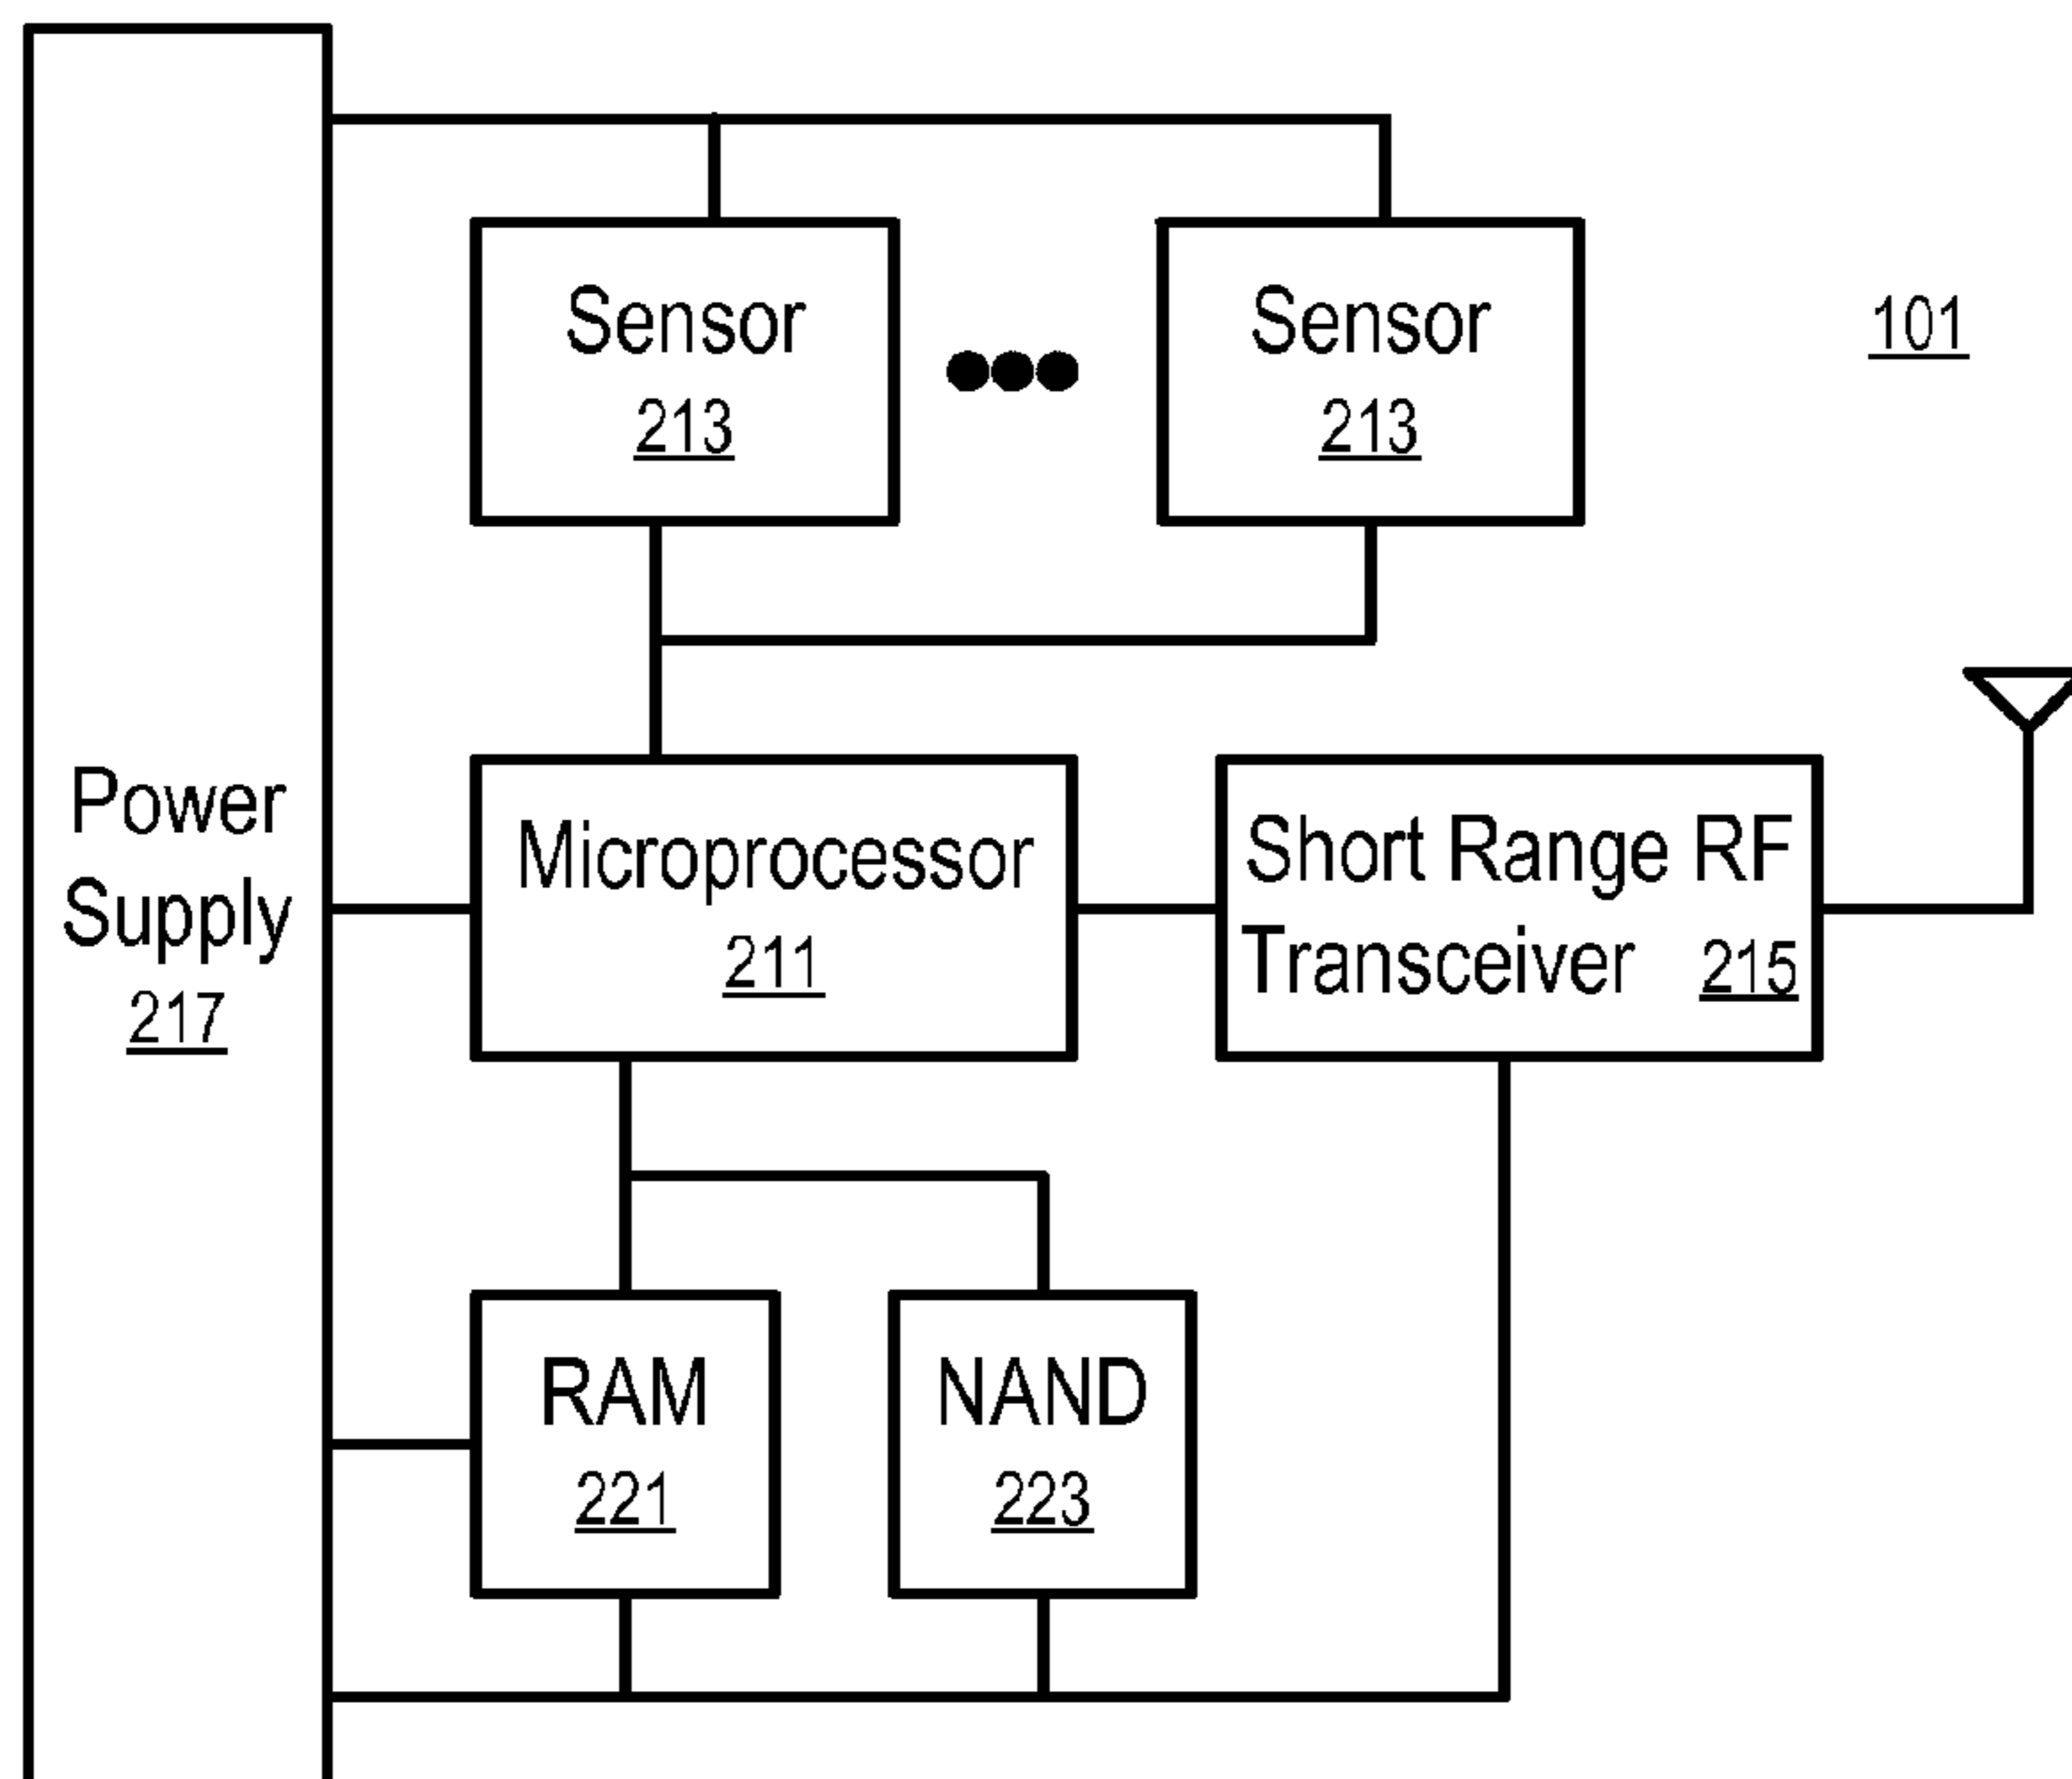 Sensor
213
Sensor
213
101
Power
Supply
217
Microprocessor
211
Short Range RF
Transceiver 215
RAM
221
NAND
223